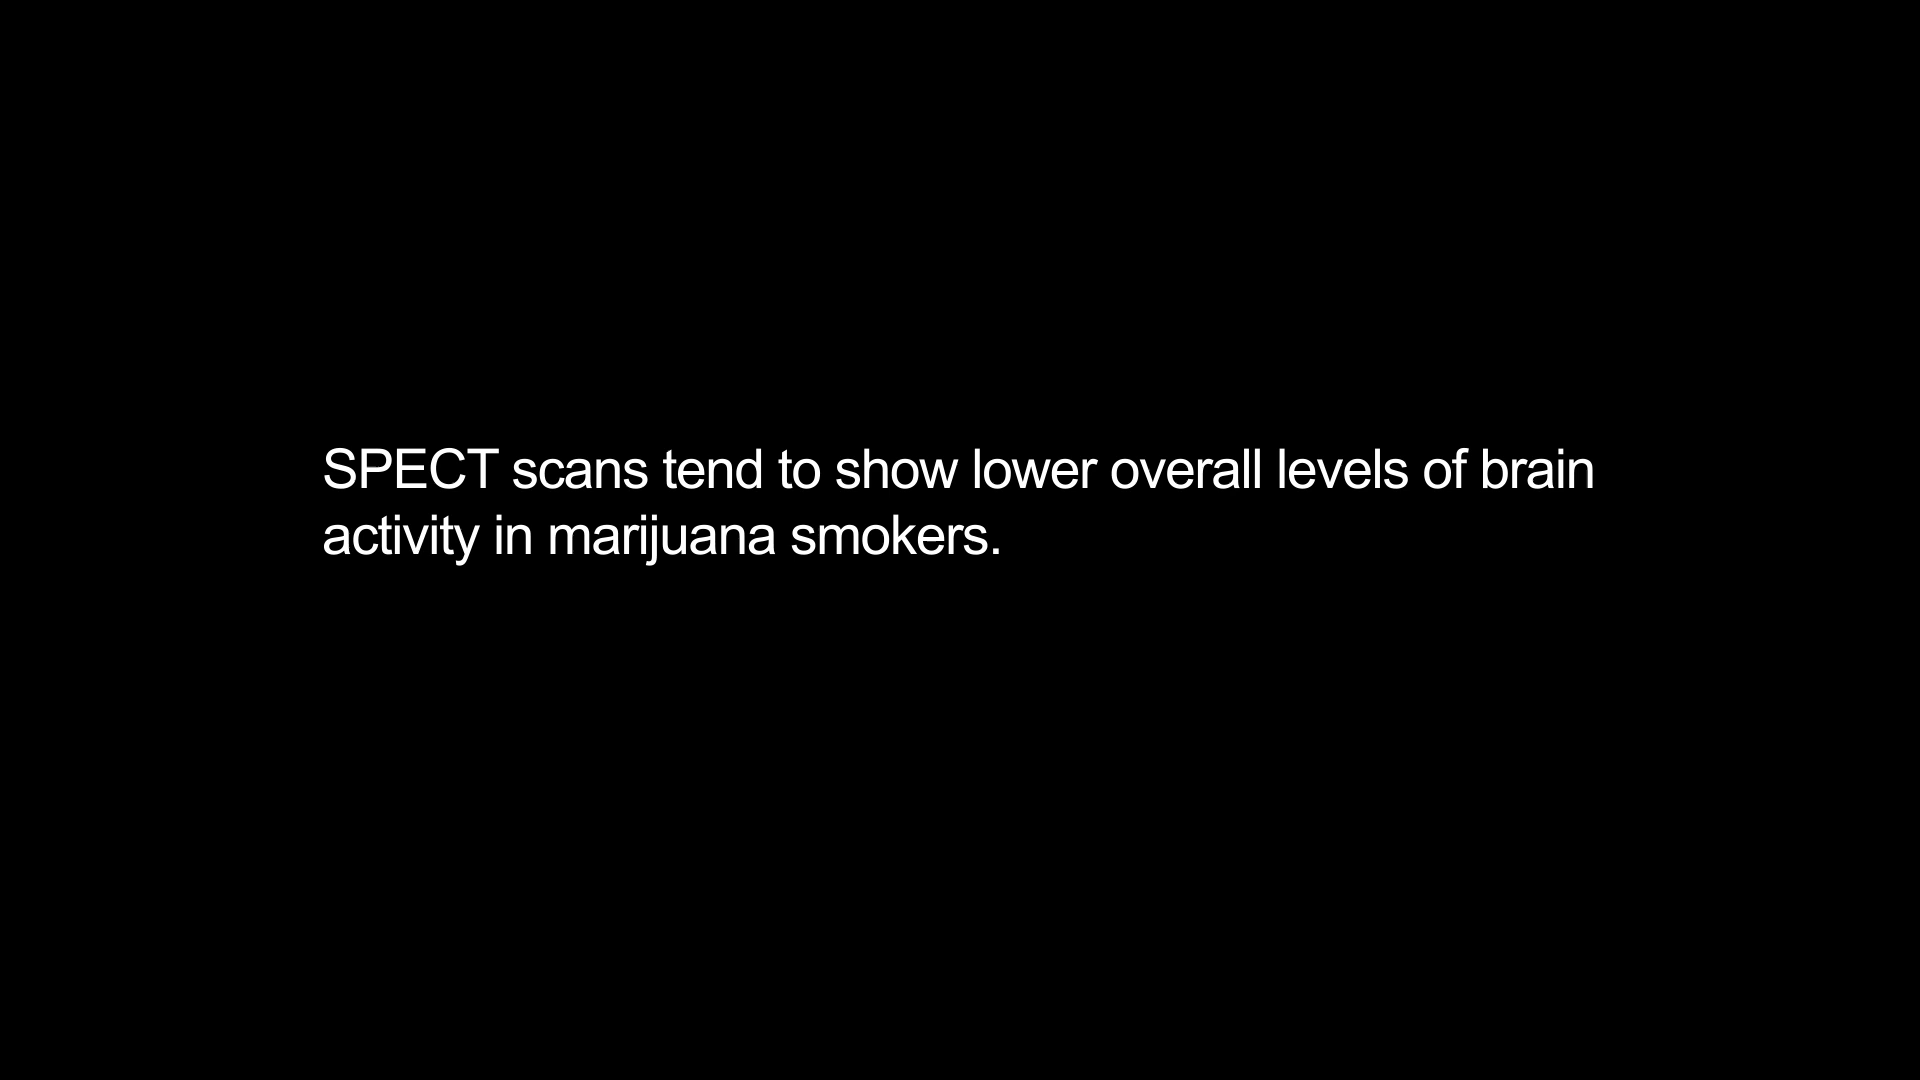 SPECT scans tend to show lower overall levels of brain
activity in marijuana smokers.